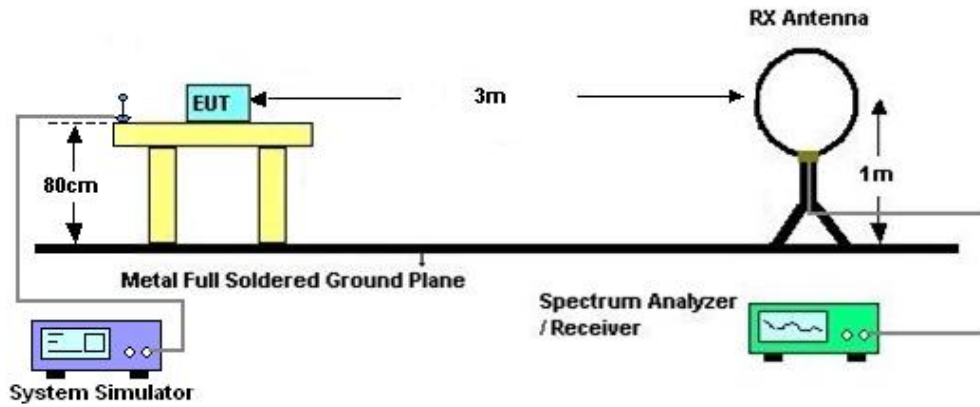 RX Antenna
EUT
3m
80cm
1m
Metal Full Soldered Ground Plane
Spectrum Analyzer
/ Receiver
System Simulator